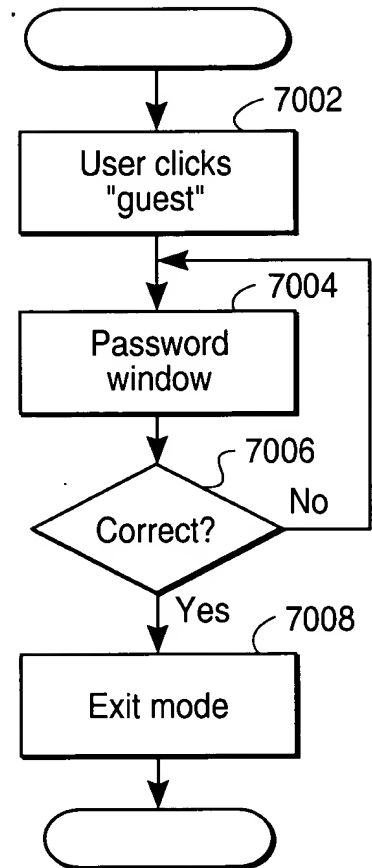 7002
User clicks
"guest"
7004
Password
window
7006
Correct?
No
Yes
7008
Exit mode